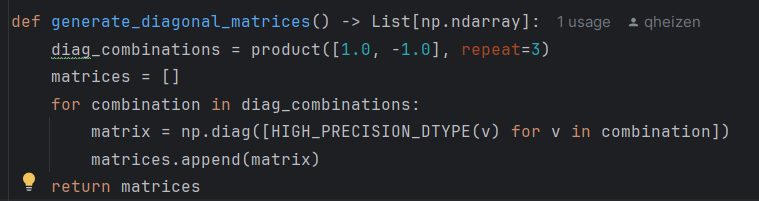 def generate_diagonal_matrices() -> List[np.ndarray]: 1 usage qheizen
    diag_combinations = product([1.0, -1.0], repeat=3)
    matrices = []
    for combination in diag_combinations:
        matrix = np.diag([HIGH_PRECISION_DTYPE(v) for v in combination])
        matrices.append(matrix)
    return matrices